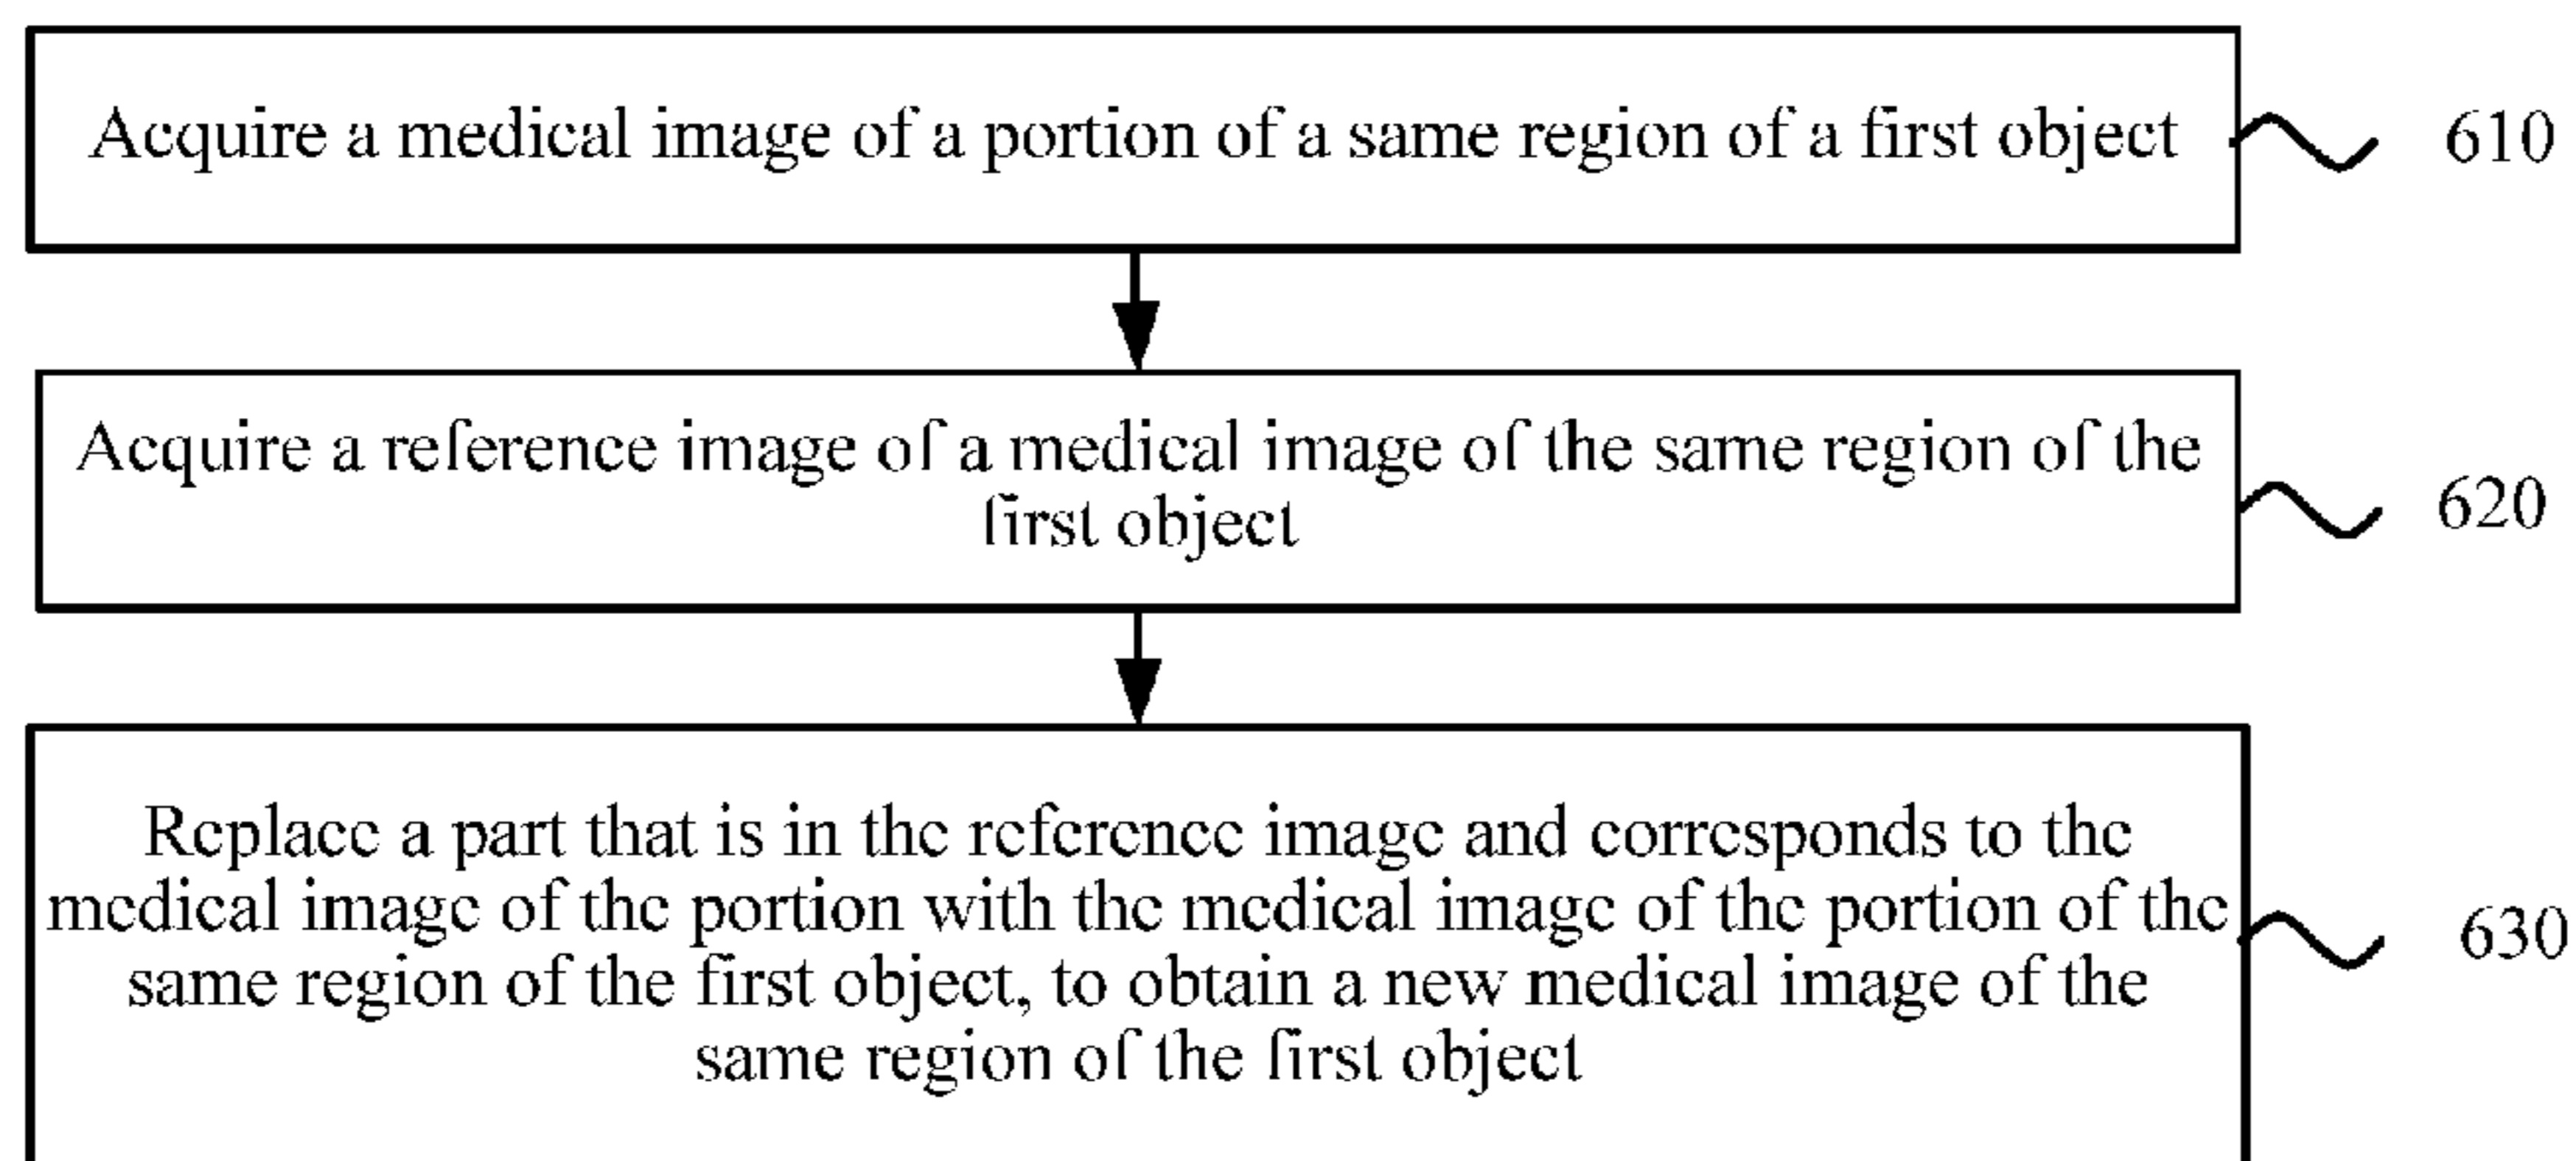 Acquire a medical image of a portion of a same region of a first object
610
Acquire a reference image of a medical image of the same region of the
first object
620
Replace a part that is in the reference image and corresponds to the
medical image of the portion with the medical image of the portion of the
same region of the first object, to obtain a new medical image of the
same region of the first object
630